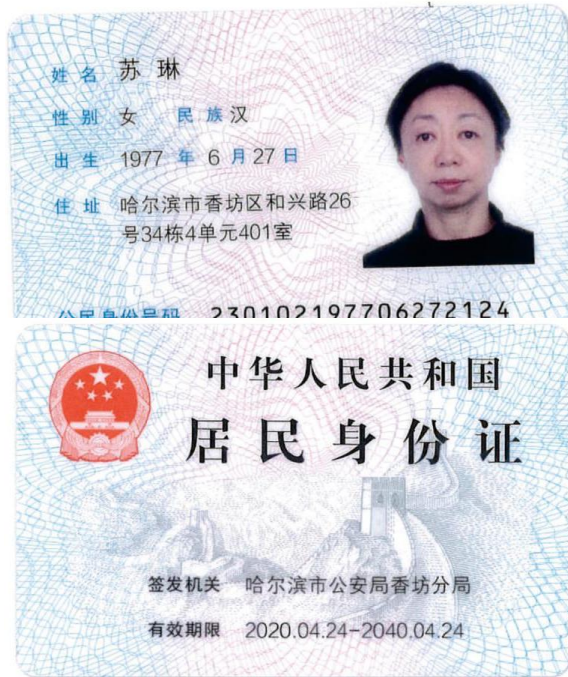 姓名 苏琳
性别 女 民族 汉
出生 1977 年 6 月 27 日
住址 哈尔滨市香坊区和兴路26
号34栋4单元401室
公民身份号码 230102197706272124
中华人民共和国
居民身份证
签发机关 哈尔滨市公安局香坊分局
有效期限 2020.04.24-2040.04.24